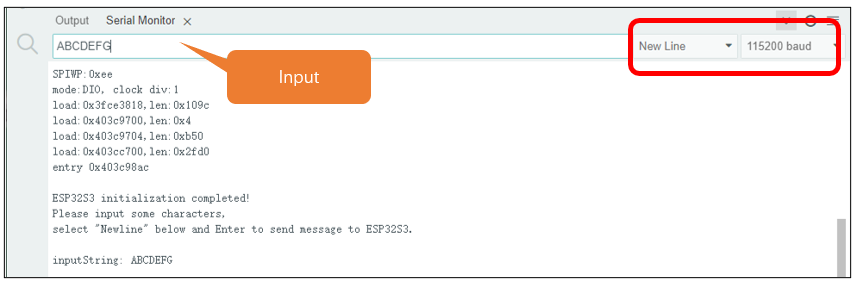 Output Serial Monitor
ABCDEFG
New Line 115200 baud
Input
SPIWP:0xee
mode:DIO, clock div:1
load:0x3fce3818,len:0x109c
load:0x403c9700,len:0x4
load:0x403c9704,len:0xb50
load:0x403cc700,len:0x2fd0
entry 0x403c98ac
ESP32S3 initialization completed!
Please input some characters,
select "Newline" below and Enter to send message to ESP32S3.
inputString: ABCDEFG